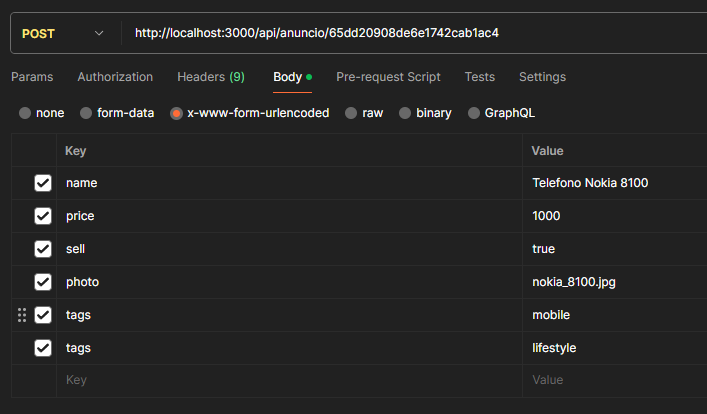 POST http://localhost:3000/api/anuncio/65dd20908de6e1742cab1ac4
Params Authorization Headers (9) Body Pre-request Script Tests Settings
none form-data x-www-form-urlencoded raw binary GraphQL
Key Value
name Telefono Nokia 8100
price 1000
sell true
photo nokia_8100.jpg
tags mobile
tags lifestyle
Key Value